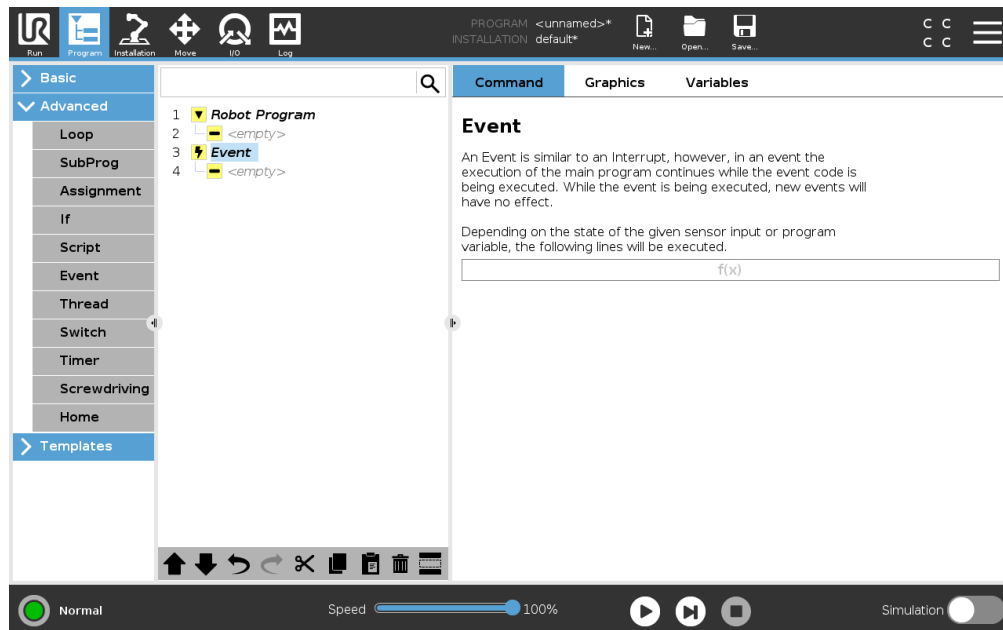 UR
Run
Program
Installation
Move
I/O
Log
PROGRAM <unnamed>*
INSTALLATION default*
New...
Open...
Save...
C C
C C
Basic
Advanced
Loop
SubProg
Assignment
If
Script
Event
Thread
Switch
Timer
Screwdriving
Home
Templates
1 Robot Program
2 <empty>
3 Event
4 <empty>
Command
Graphics
Variables
Event
An Event is similar to an Interrupt, however, in an event the
execution of the main program continues while the event code is
being executed. While the event is being executed, new events will
have no effect.
Depending on the state of the given sensor input or program
variable, the following lines will be executed.
f(x)
Normal
Speed
100%
Simulation